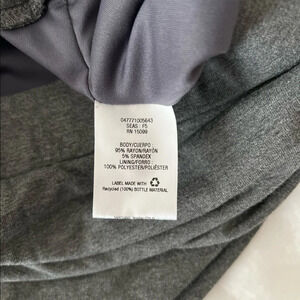 047771005643
SEAS : F5
RN 15099
BODY/CUERPO
95% RAYON/RAYÓN
5% SPANDEX
LINING/FORRO
100% POLYESTER/POLIÉSTER
LABEL MADE WITH
Recycled (100%) BOTTLE MATERIAL